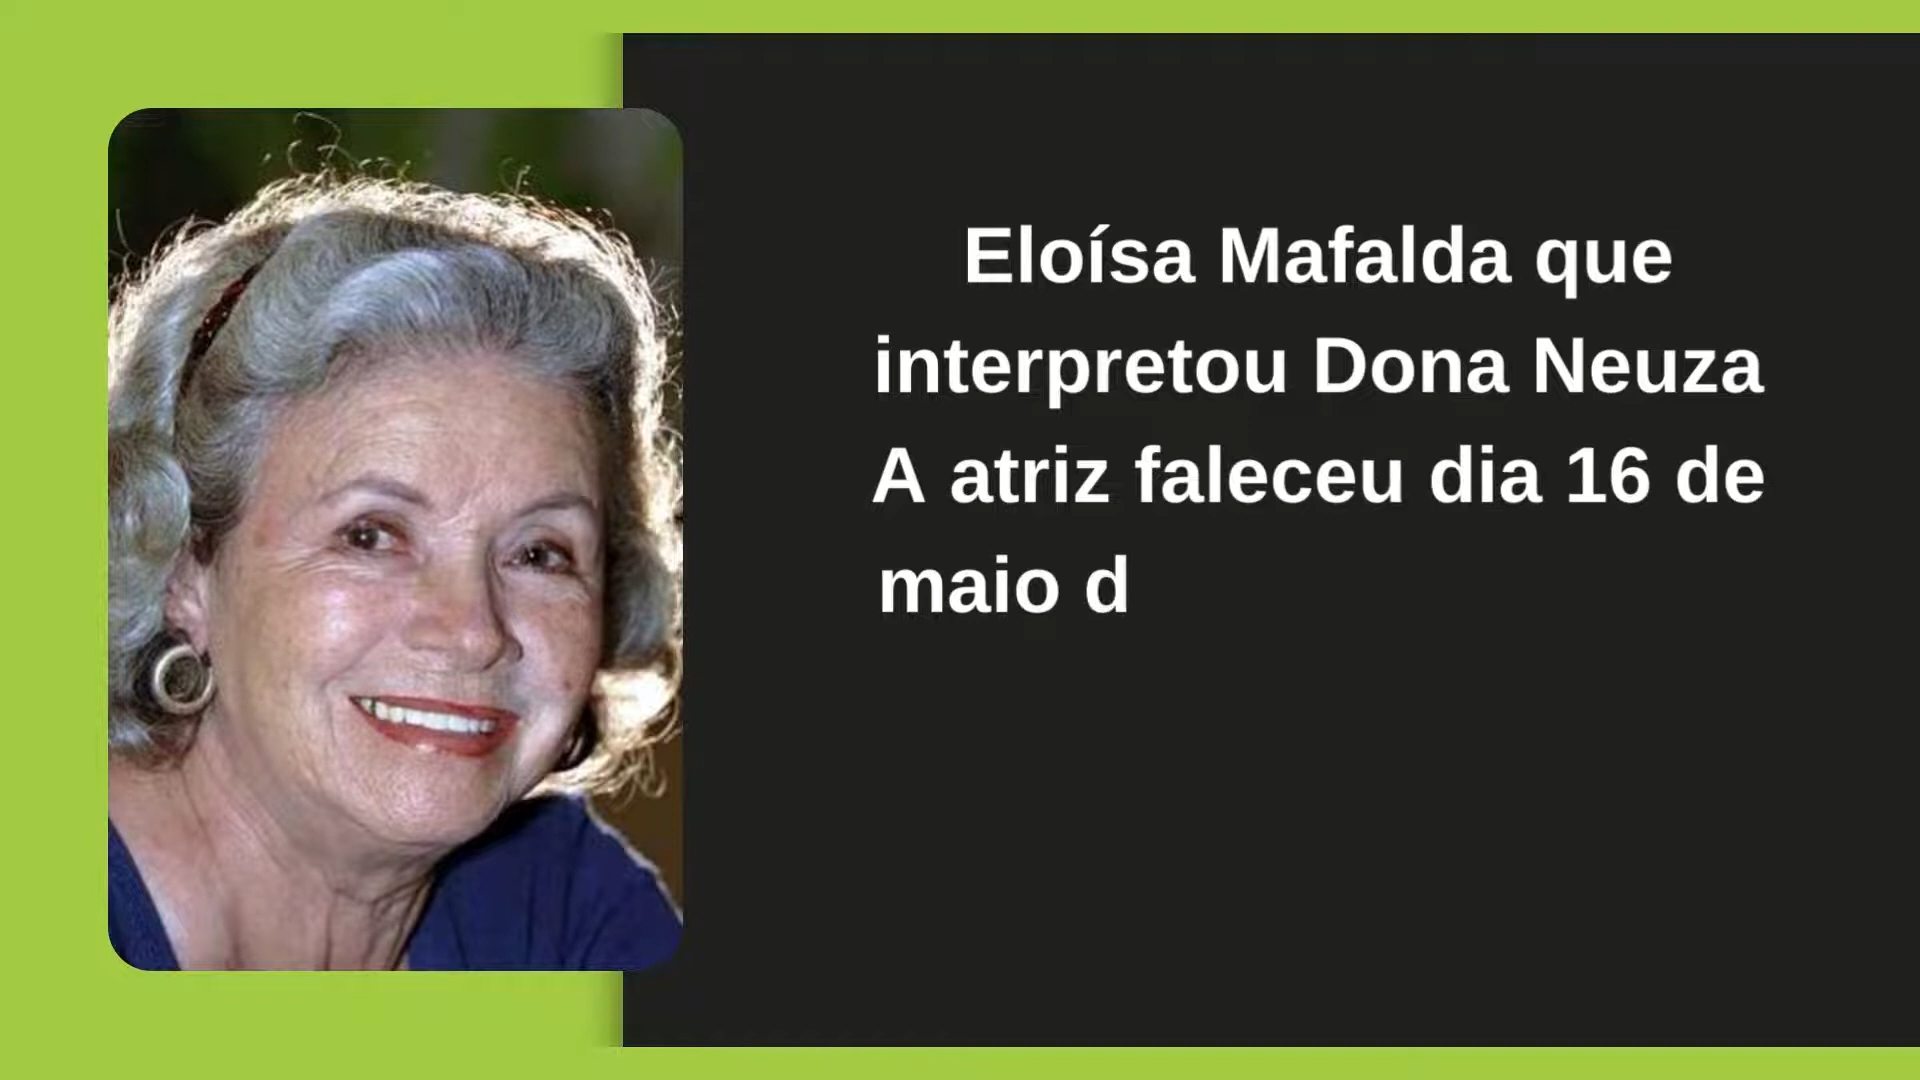 Eloísa Mafalda que
interpretou Dona Neuza
A atriz faleceu dia 16 de
maio d